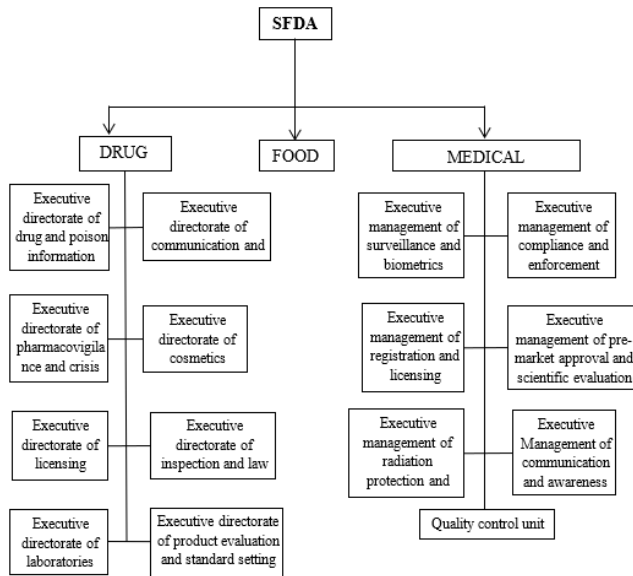 SFDA
DRUG
FOOD
MEDICAL
Executive
directorate of
drug and poison
information
Executive
directorate of
communication and
Executive
management of
surveillance and
biometrics
Executive
management of
compliance and
enforcement
Executive
directorate of
pharmacovigila
nce and crisis
Executive
directorate of
cosmetics
Executive
management of
registration and
licensing
Executive
management of pre-
market approval and
scientific evaluation
Executive
directorate of
licensing
Executive
directorate of
inspection and law
Executive
management of
radiation
protection and
Executive
Management of
communication
and awareness
Executive
directorate of
laboratories
Executive directorate
of product evaluation
and standard setting
Quality control unit